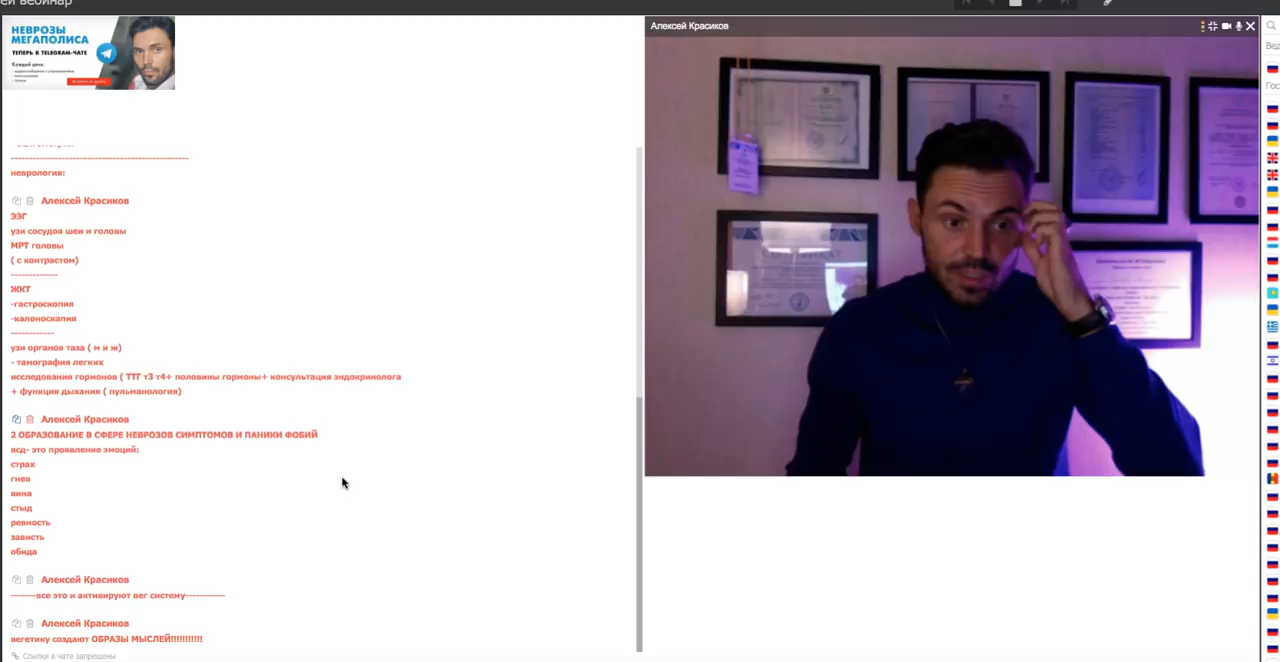 ей вебинар
НЕВРОЗЫ
МЕГАПОЛИСА
ТЕПЕРЬ В TELEGRAM-ЧАТЕ
Каждый день:
неврология:
Алексей Красиков
ЭЭГ
узи сосудов шеи и головы
МРТ головы
( с контрастом)
-------------
ЖКТ
-гастроскопия
-калоноскапия
------------
узи органов таза ( м и ж)
- тамография легких
исследования гормонов ( ТТГ т3 т4+ половины гормоны+ консультация эндокринолога
+ функция дыхания ( пульманология)
Алексей Красиков
2 ОБРАЗОВАНИЕ В СФЕРЕ НЕВРОЗОВ СИМПТОМОВ И ПАНИКИ ФОБИЙ
всд- это проявление эмоций:
страх
гнев
вина
стыд
ревность
зависть
обида
Алексей Красиков
-------все это и активируют вег систему-----------
Алексей Красиков
вегетику создают ОБРАЗЫ МЫСЛЕЙ!!!!!!!!!!!
Ссылки в чате запрещены
Алексей Красиков
Вед
Гос